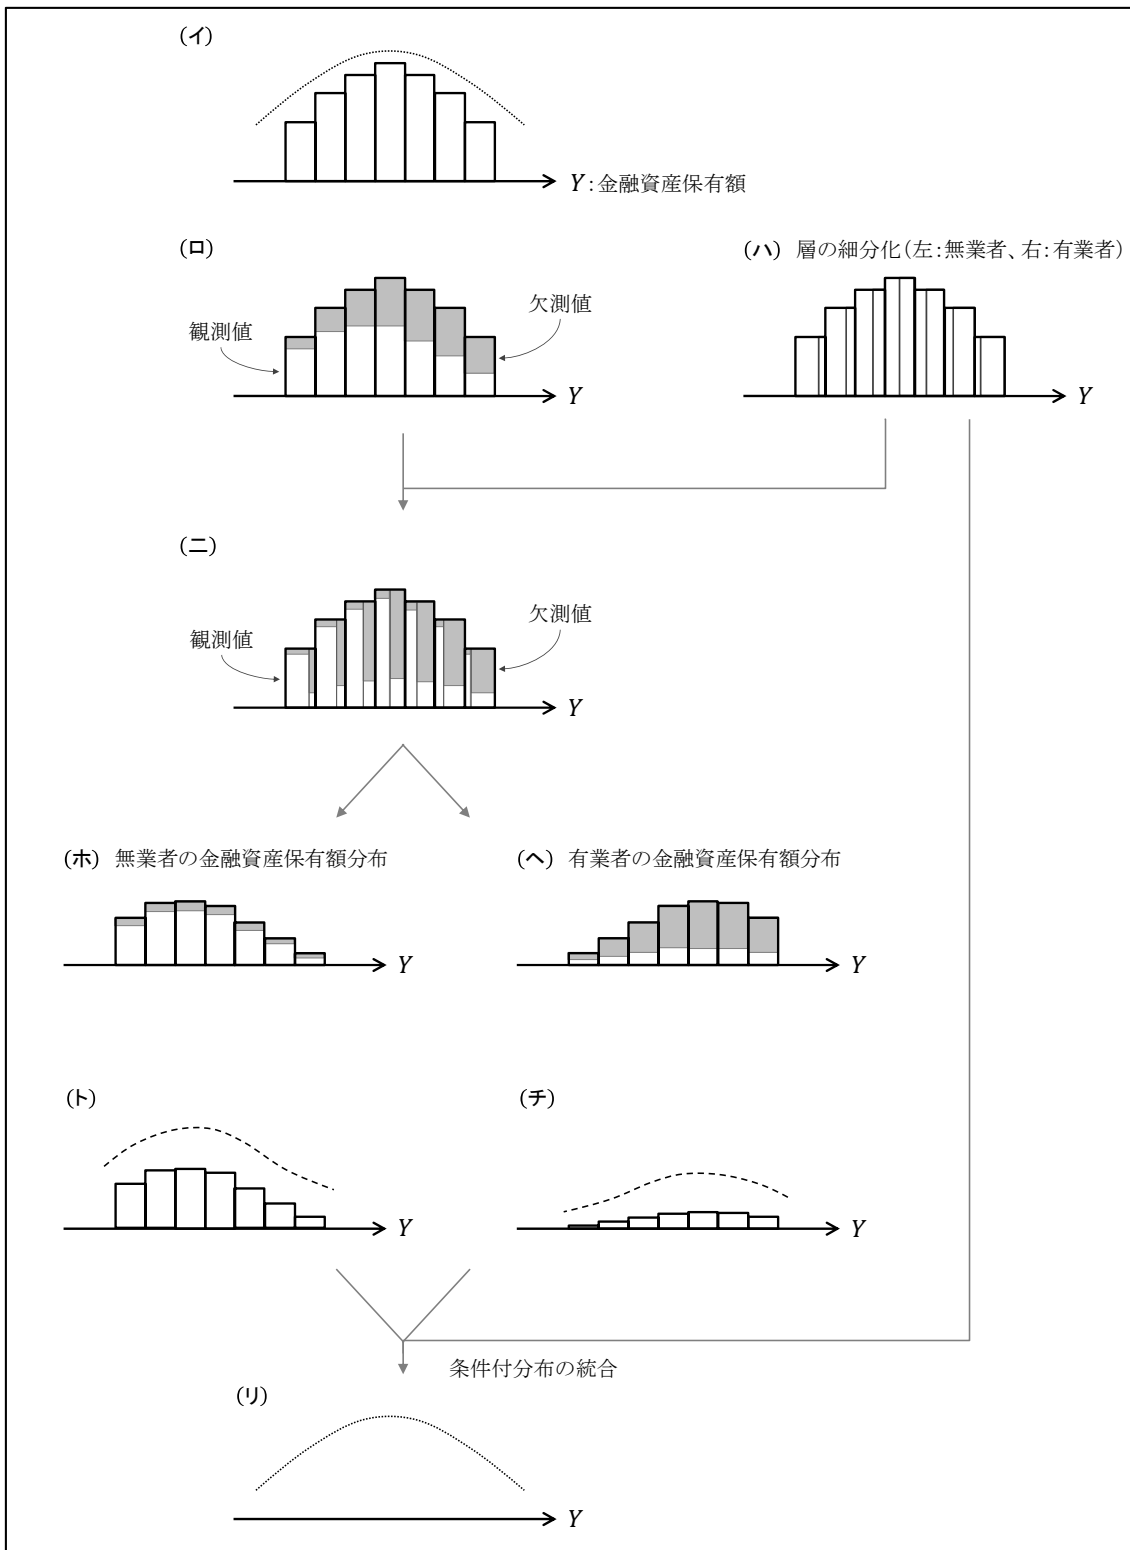 (イ)
Y:金融資産保有額
(ロ)
(ハ) 層の細分化(左:無業者、右:有業者)
観測値
欠測値
Y
Y
(ニ)
観測値
欠測値
Y
(ホ) 無業者の金融資産保有額分布
(ヘ) 有業者の金融資産保有額分布
Y
Y
(ト)
(チ)
Y
Y
条件付分布の統合
(リ)
Y